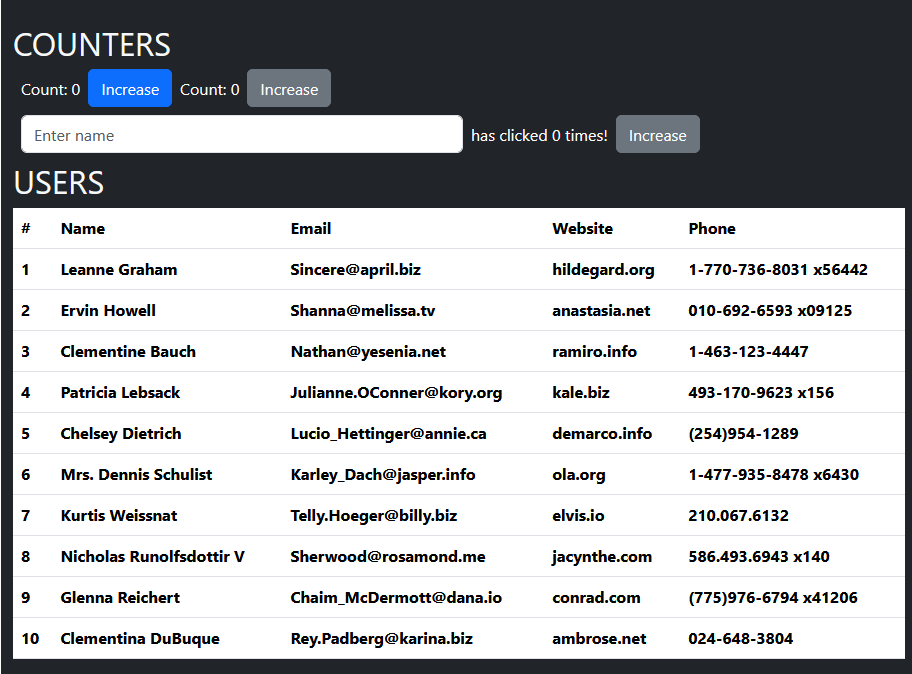 COUNTERS
Count: 0 Increase Count: 0 Increase
Enter name has clicked 0 times! Increase
USERS
# Name Email Website Phone
1 Leanne Graham Sincere@april.biz hildegard.org 1-770-736-8031 x56442
2 Ervin Howell Shanna@melissa.tv anastasia.net 010-692-6593 x09125
3 Clementine Bauch Nathan@yesenia.net ramiro.info 1-463-123-4447
4 Patricia Lebsack Julianne.OConner@kory.org kale.biz 493-170-9623 x156
5 Chelsey Dietrich Lucio_Hettinger@annie.ca demarco.info (254)954-1289
6 Mrs. Dennis Schulist Karley_Dach@jasper.info ola.org 1-477-935-8478 x6430
7 Kurtis Weissnat Telly.Hoeger@billy.biz elvis.io 210.067.6132
8 Nicholas Runolfsdottir V Sherwood@rosamond.me jacynthe.com 586.493.6943 x140
9 Glenna Reichert Chaim_McDermott@dana.io conrad.com (775)976-6794 x41206
10 Clementina DuBuque Rey.Padberg@karina.biz ambrose.net 024-648-3804